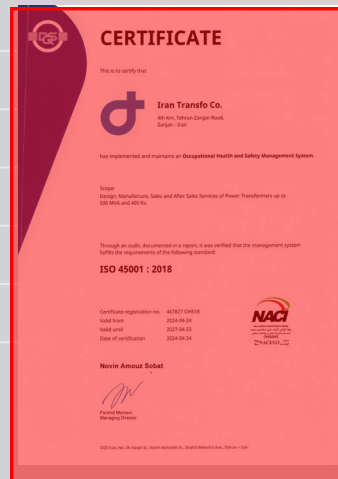 DQS
CERTIFICATE
This is to certify that
Iran Transfo Co.
4th Km, Tehran-Zanjan Road,
Zanjan - Iran
has implemented and maintains an Occupational Health and Safety Management System.
Scope:
Design, Manufacture, Sales and After Sales Services of Power Transformers up to
500 MVA and 400 Kv.
Through an audit, documented in a report, it was verified that the management system
fulfills the requirements of the following standard:
ISO 45001 : 2018
Certificate registration no. 467827 OHS18
Valid from 2024-04-24
Valid until 2027-04-23
Date of certification 2024-04-24
NACI
Novin Amouz Sobat
Managing Director